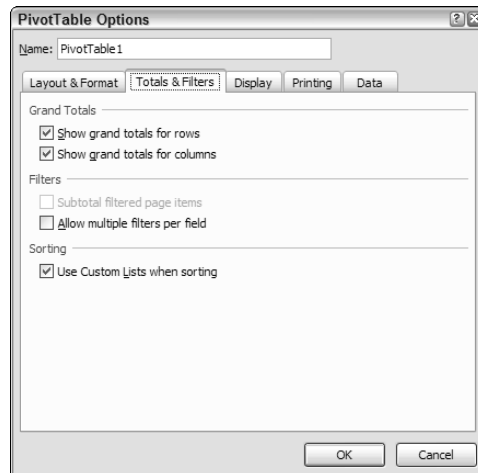 PivotTable Options
Name: PivotTable1
Layout & Format Totals & Filters Display Printing Data
Grand Totals
Show grand totals for rows
Show grand totals for columns
Filters
Subtotal filtered page items
Allow multiple filters per field
Sorting
Use Custom Lists when sorting
OK Cancel